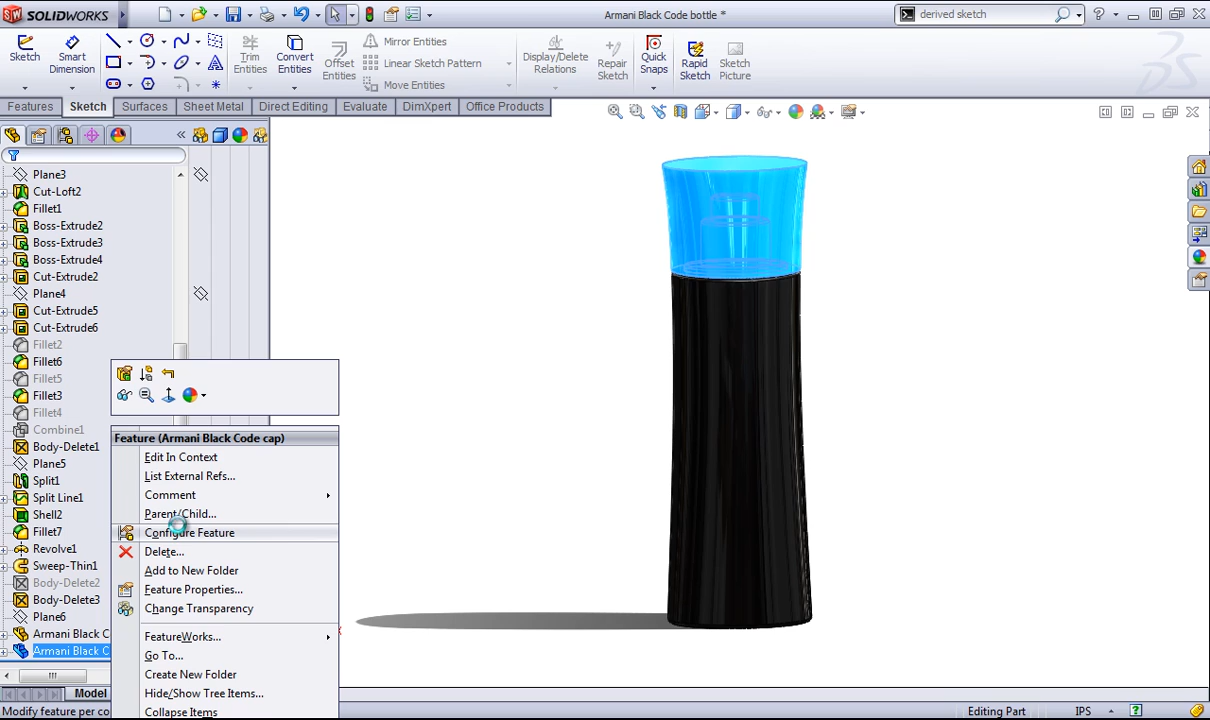 SOLIDWORKS
Armani Black Code bottle *
derived sketch
Sketch
Smart Dimension
Trim Entities
Convert Entities
Offset Entities
Mirror Entities
Linear Sketch Pattern
Move Entities
Display/Delete Relations
Repair Sketch
Quick Snaps
Rapid Sketch
Sketch Picture
Features
Sketch
Surfaces
Sheet Metal
Direct Editing
Evaluate
DimXpert
Office Products
Plane3
Cut-Loft2
Fillet1
Boss-Extrude2
Boss-Extrude3
Boss-Extrude4
Cut-Extrude2
Plane4
Cut-Extrude5
Cut-Extrude6
Fillet2
Fillet6
Fillet5
Fillet3
Fillet4
Combine1
Body-Delete1
Plane5
Split1
Split Line1
Shell2
Fillet7
Revolve1
Sweep-Thin1
Body-Delete2
Body-Delete3
Plane6
Armani Black C
Armani Black C
Feature (Armani Black Code cap)
Edit In Context
List External Refs...
Comment
Parent/Child...
Configure Feature
Delete...
Add to New Folder
Feature Properties...
Change Transparency
FeatureWorks...
Go To...
Create New Folder
Hide/Show Tree Items...
Collapse Items
Model
Modify feature per co
Editing Part
IPS